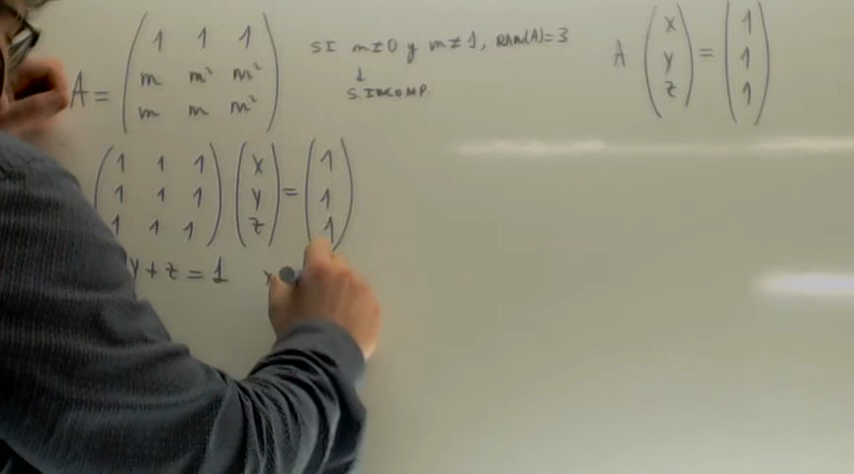 A = ( 1 1 1
m m² m²
m m m² )
SI m≠0 y m≠1, RAN(A)=3
↓
S. INCOMP.
A ( x y z ) = ( 1 1 1 )
( 1 1 1
1 1 1
1 1 1 ) ( x y z ) = ( 1 1 1 )
y + z = 1 x